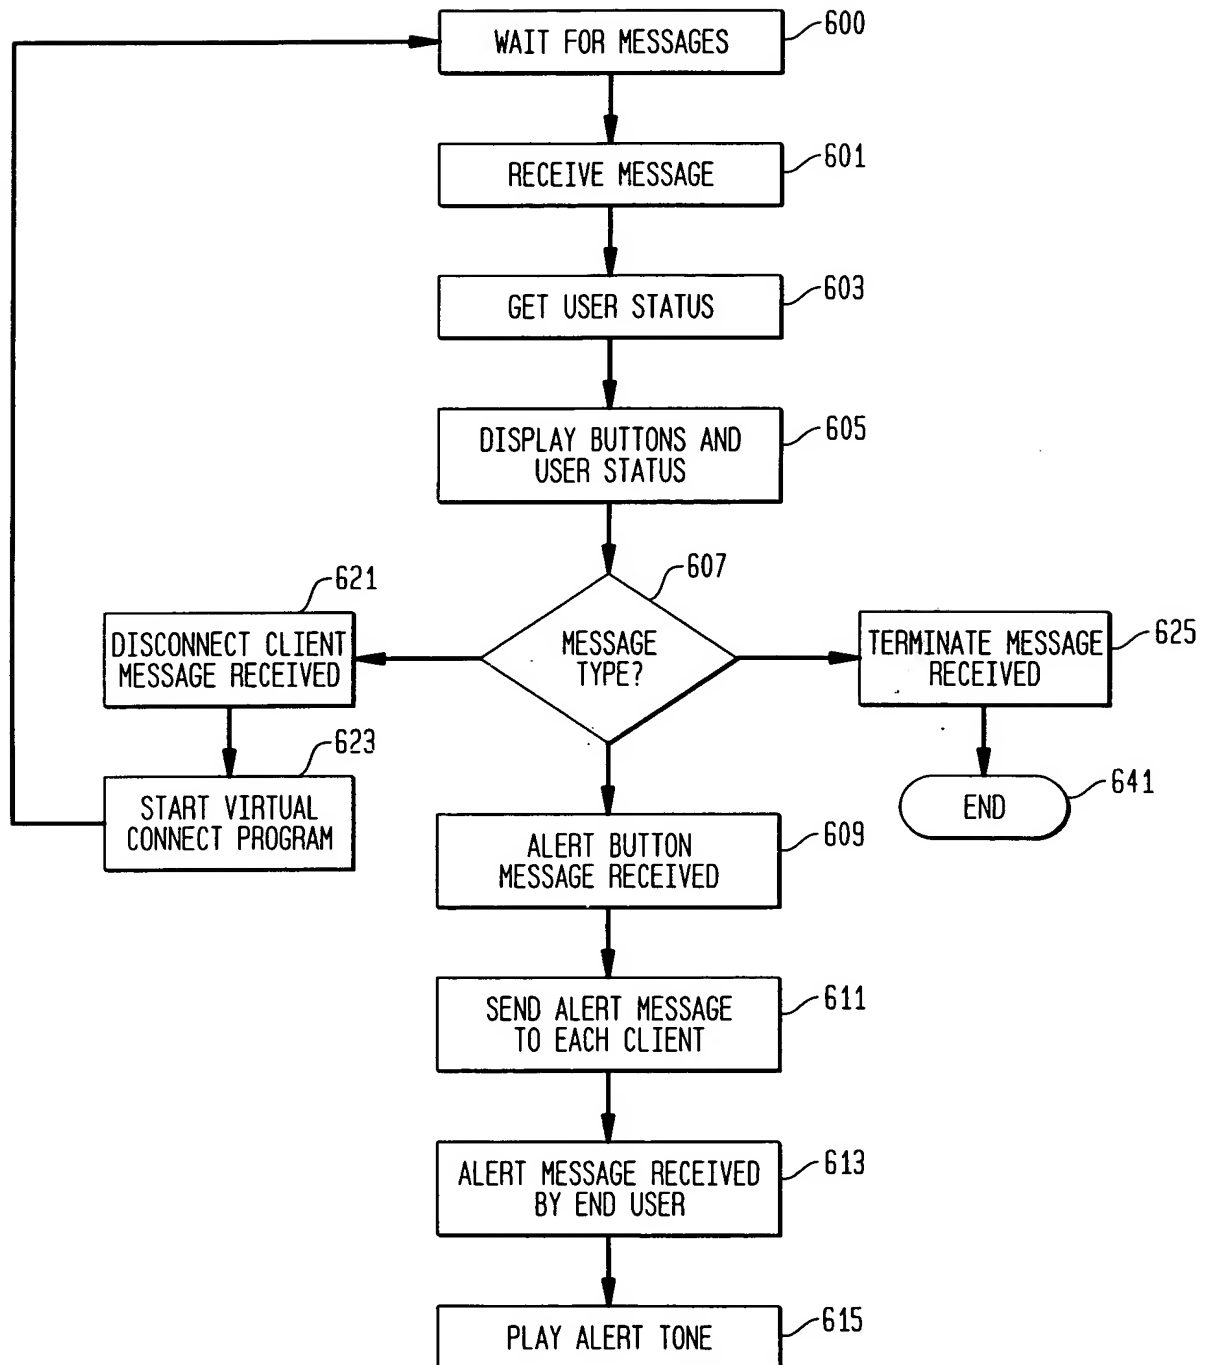 WAIT FOR MESSAGES
600
RECEIVE MESSAGE
601
GET USER STATUS
603
DISPLAY BUTTONS AND
USER STATUS
605
607
MESSAGE
TYPE?
621
DISCONNECT CLIENT
MESSAGE RECEIVED
623
START VIRTUAL
CONNECT PROGRAM
TERMINATE MESSAGE
RECEIVED
625
END
641
ALERT BUTTON
MESSAGE RECEIVED
609
SEND ALERT MESSAGE
TO EACH CLIENT
611
ALERT MESSAGE RECEIVED
BY END USER
613
PLAY ALERT TONE
615